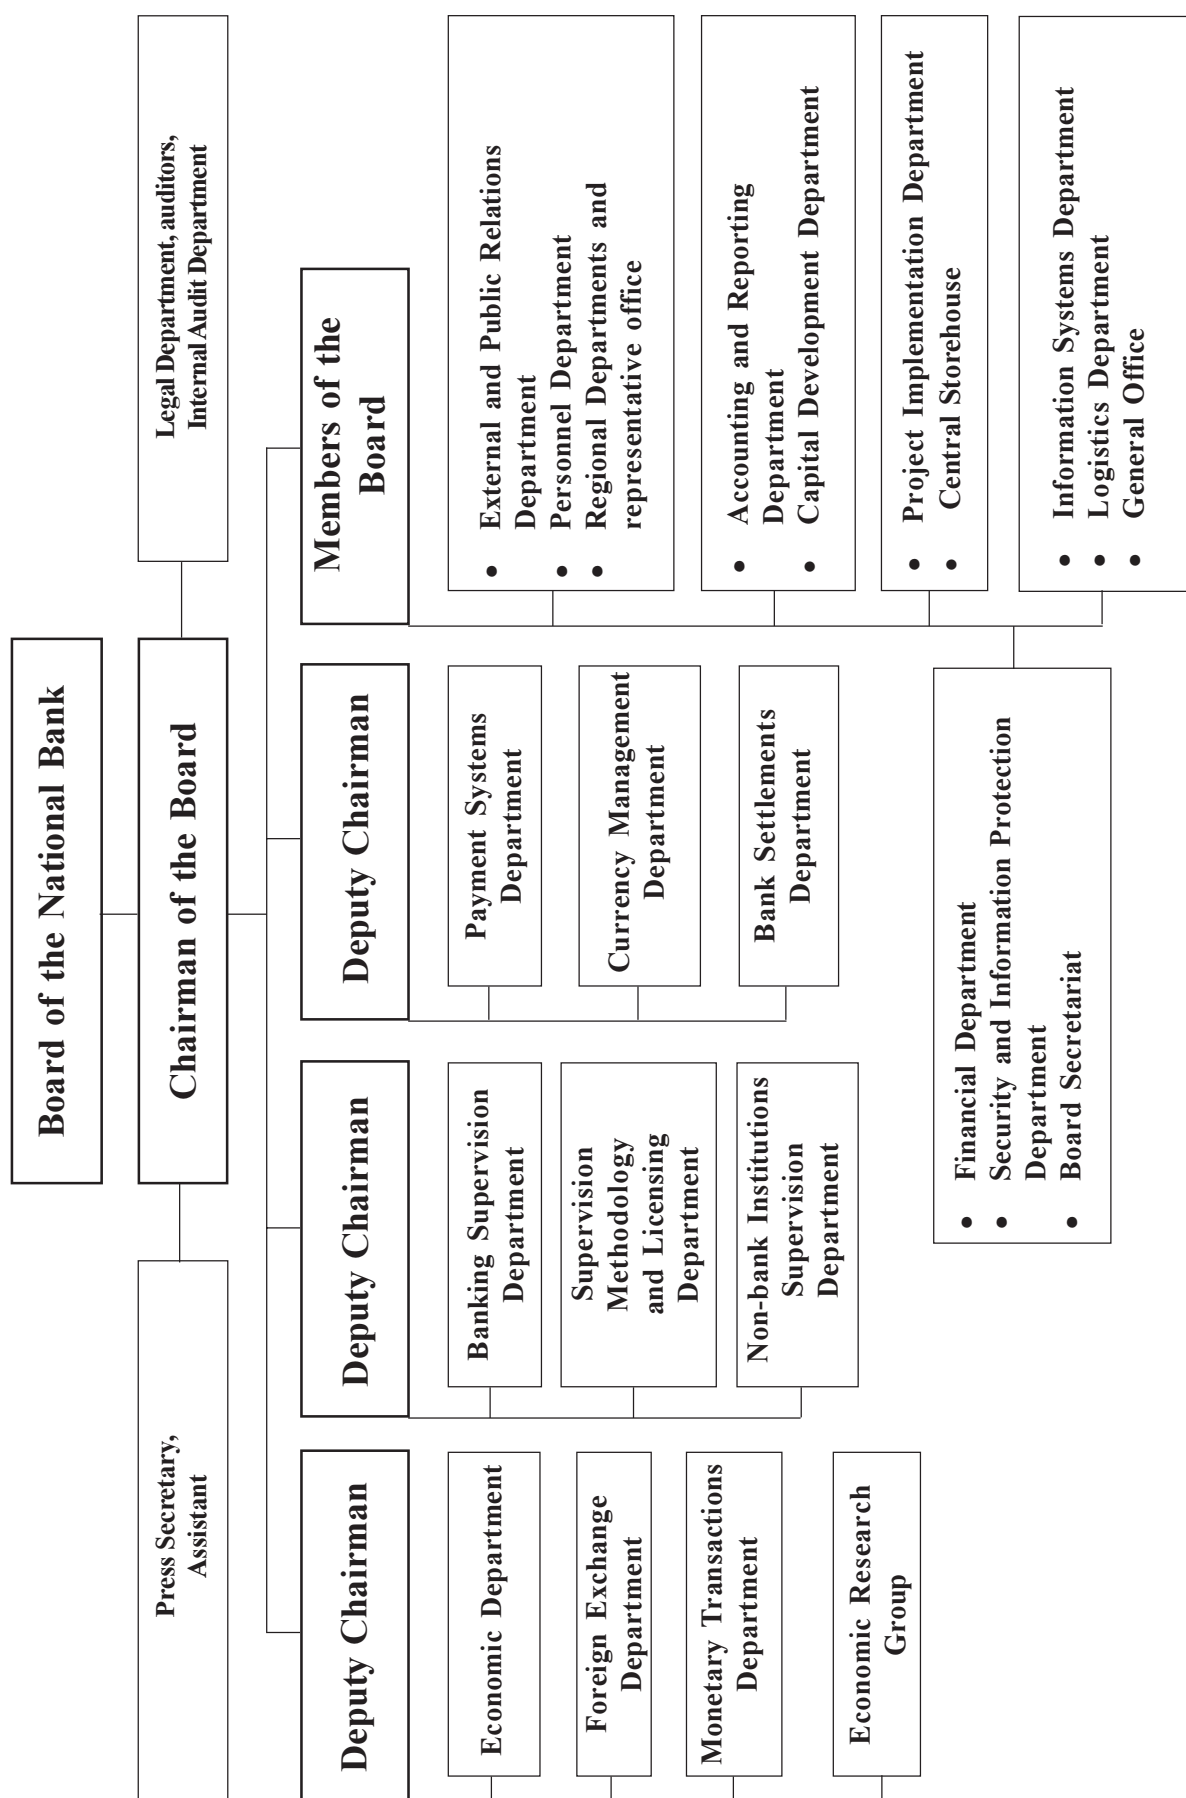 Board of the National Bank
Chairman of the Board
Press Secretary,
Assistant
Legal Department, auditors,
Internal Audit Department
Deputy Chairman
Economic Department
Foreign Exchange
Department
Monetary Transactions
Department
Economic Research
Group
Deputy Chairman
Banking Supervision
Department
Supervision
Methodology
and Licensing
Department
Non-bank Institutions
Supervision
Department
Deputy Chairman
Payment Systems
Department
Currency Management
Department
Bank Settlements
Department
Members of the
Board
• External and Public Relations
Department
• Personnel Department
• Regional Departments and
representative office
• Accounting and Reporting
Department
• Capital Development Department
• Project Implementation Department
• Central Storehouse
• Information Systems Department
• Logistics Department
• General Office
• Financial Department
• Security and Information Protection
Department
• Board Secretariat